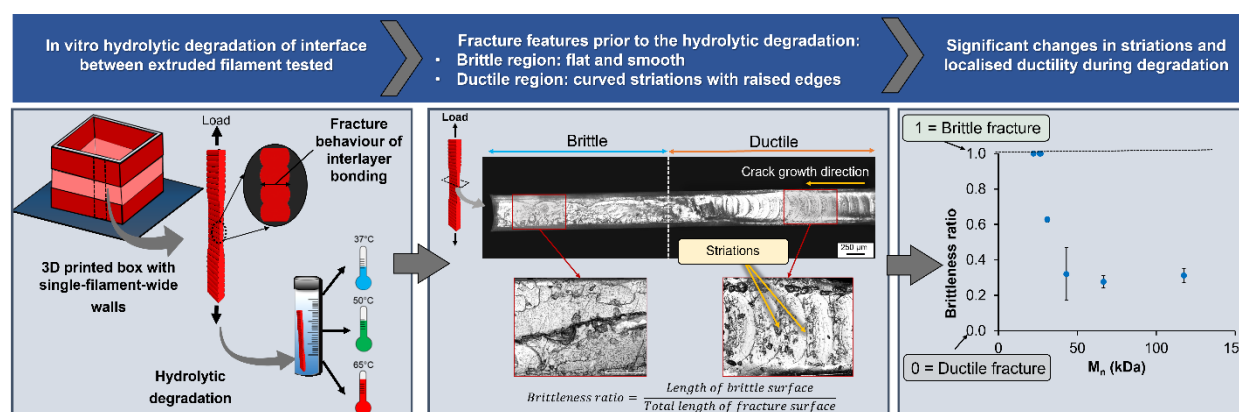 In vitro hydrolytic degradation of interface
between extruded filament tested
Fracture features prior to the hydrolytic degradation:
• Brittle region: flat and smooth
• Ductile region: curved striations with raised edges
Significant changes in striations and
localised ductility during degradation
Load
Fracture
behaviour of
interlayer
bonding
3D printed box with
single-filament-wide
walls
37°C
50°C
65°C
Hydrolytic
degradation
Load
Brittle
Ductile
Crack growth direction
250 µm
Striations
Brittleness ratio = Length of brittle surface / Total length of fracture surface
1 = Brittle fracture
Brittleness ratio
1.0
0.8
0.6
0.4
0.2
0.0
0
50
100
Mn (kDa)
0 = Ductile fracture